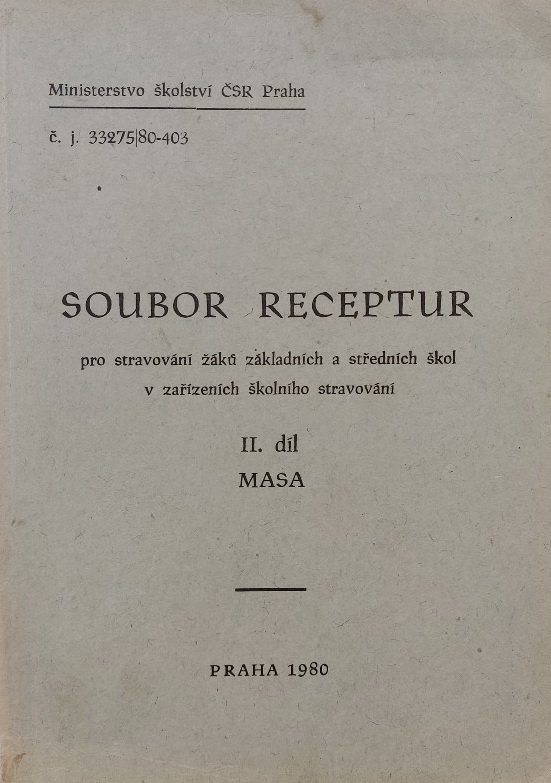 Ministerstvo školství ČSR Praha
č. j. 33275|80-403
SOUBOR RECEPTUR
pro stravování žáků základních a středních škol
v zařízeních školního stravování
II. díl
MASA
PRAHA 1980